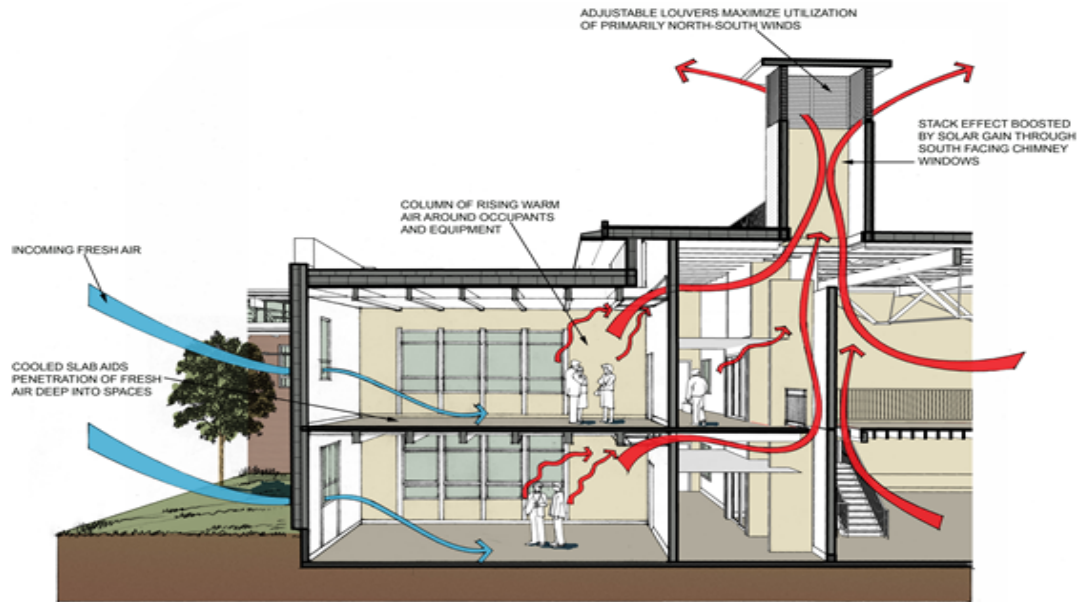 ADJUSTABLE LOUVERS MAXIMIZE UTILIZATION
OF PRIMARILY NORTH-SOUTH WINDS
STACK EFFECT BOOSTED
BY SOLAR GAIN THROUGH
SOUTH FACING CHIMNEY
WINDOWS
COLUMN OF RISING WARM
AIR AROUND OCCUPANTS
AND EQUIPMENT
INCOMING FRESH AIR
COOLED SLAB AIDS
PENETRATION OF FRESH
AIR DEEP INTO SPACES